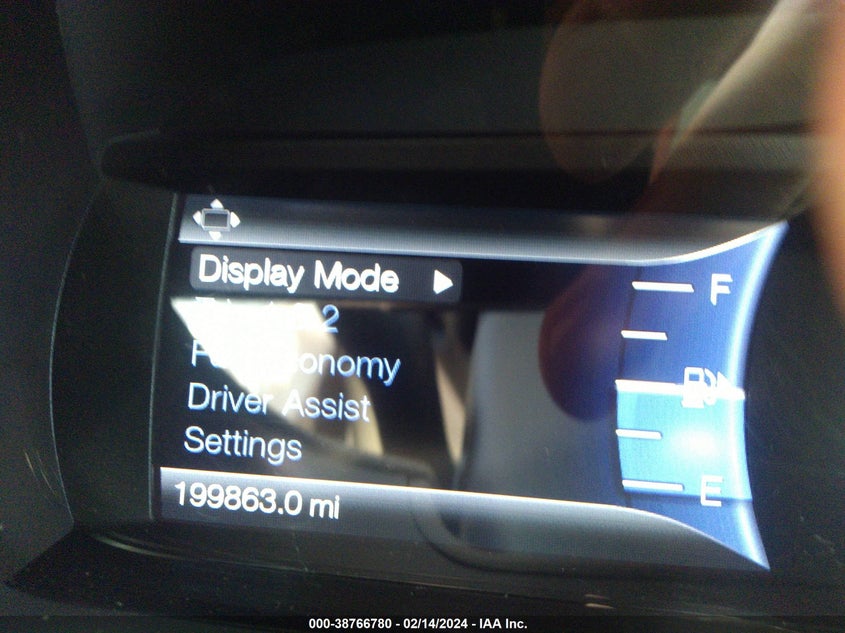 Display Mode
2
Driver Assist
Settings
199863.0 mi
F
E
000-38766780 - 02/14/2024 - IAA Inc.